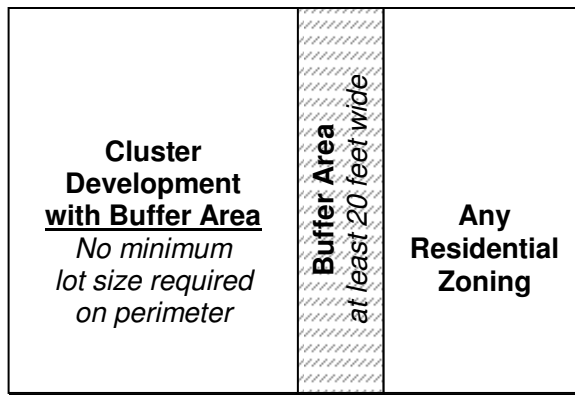 Cluster
Development
with Buffer Area
No minimum
lot size required
on perimeter
Buffer Area
at least 20 feet wide
Any
Residential
Zoning